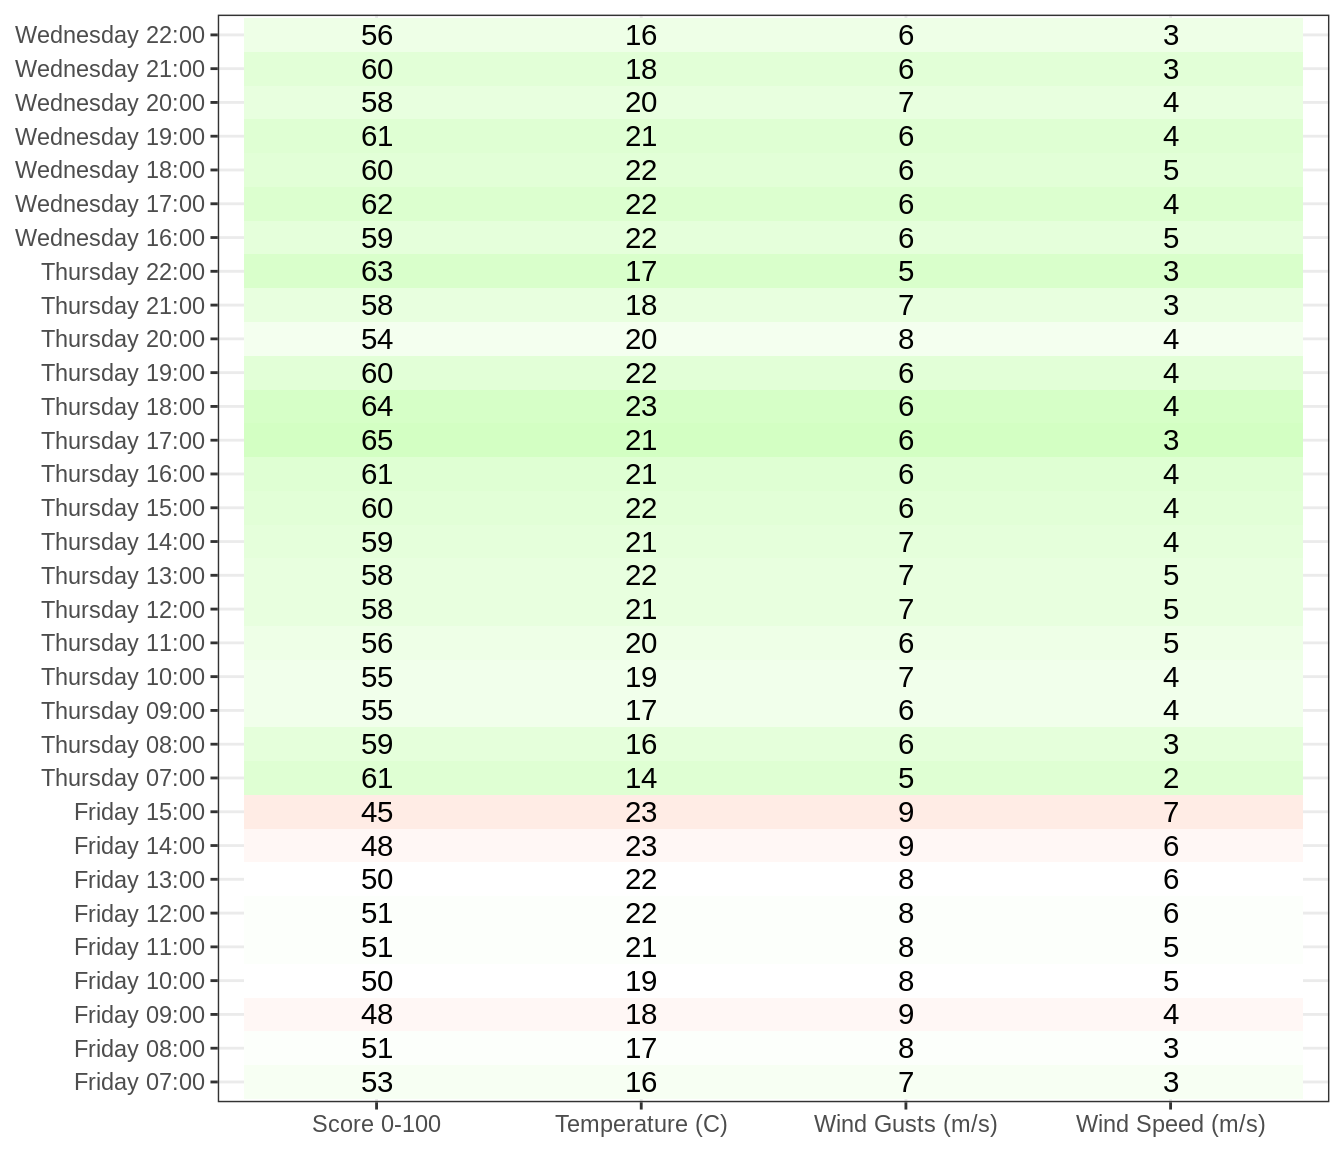 Wednesday 22:00 56 16 6 3
Wednesday 21:00 60 18 6 3
Wednesday 20:00 58 20 7 4
Wednesday 19:00 61 21 6 4
Wednesday 18:00 60 22 6 5
Wednesday 17:00 62 22 6 4
Wednesday 16:00 59 22 6 5
Thursday 22:00 63 17 5 3
Thursday 21:00 58 18 7 3
Thursday 20:00 54 20 8 4
Thursday 19:00 60 22 6 4
Thursday 18:00 64 23 6 4
Thursday 17:00 65 21 6 3
Thursday 16:00 61 21 6 4
Thursday 15:00 60 22 6 4
Thursday 14:00 59 21 7 4
Thursday 13:00 58 22 7 5
Thursday 12:00 58 21 7 5
Thursday 11:00 56 20 6 5
Thursday 10:00 55 19 7 4
Thursday 09:00 55 17 6 4
Thursday 08:00 59 16 6 3
Thursday 07:00 61 14 5 2
Friday 15:00 45 23 9 7
Friday 14:00 48 23 9 6
Friday 13:00 50 22 8 6
Friday 12:00 51 22 8 6
Friday 11:00 51 21 8 5
Friday 10:00 50 19 8 5
Friday 09:00 48 18 9 4
Friday 08:00 51 17 8 3
Friday 07:00 53 16 7 3
Score 0-100 Temperature (C) Wind Gusts (m/s) Wind Speed (m/s)